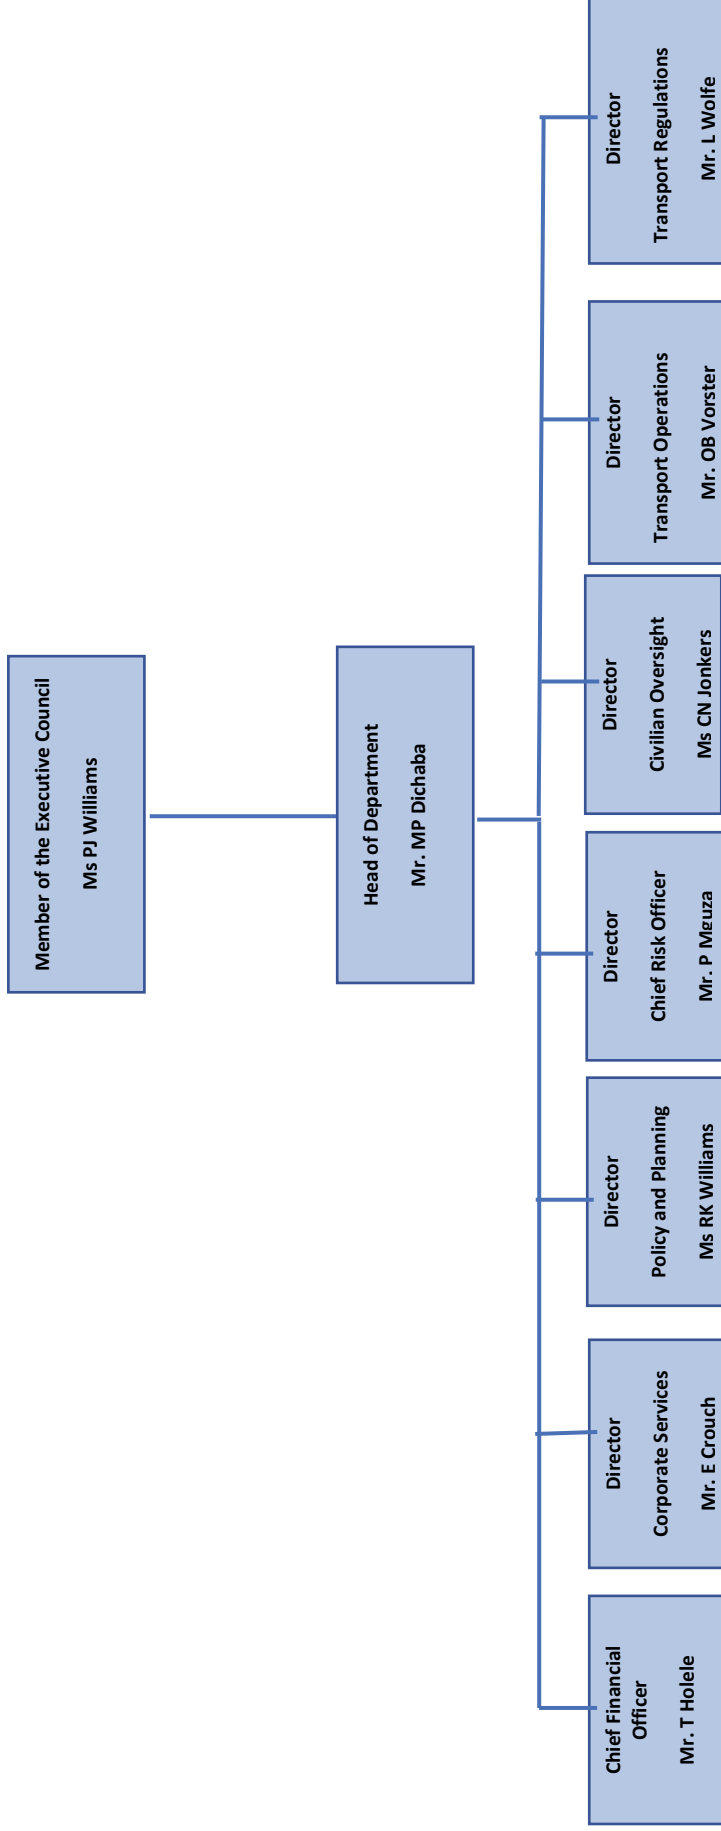 Member of the Executive Council
Ms PJ Williams
Head of Department
Mr. MP Dichaba
Chief Financial
Officer
Mr. T Holele
Director
Corporate Services
Mr. E Crouch
Director
Policy and Planning
Ms RK Williams
Director
Chief Risk Officer
Mr. P Mguza
Director
Civilian Oversight
Ms CN Jonkers
Director
Transport Operations
Mr. OB Vorster
Director
Transport Regulations
Mr. L Wolfe